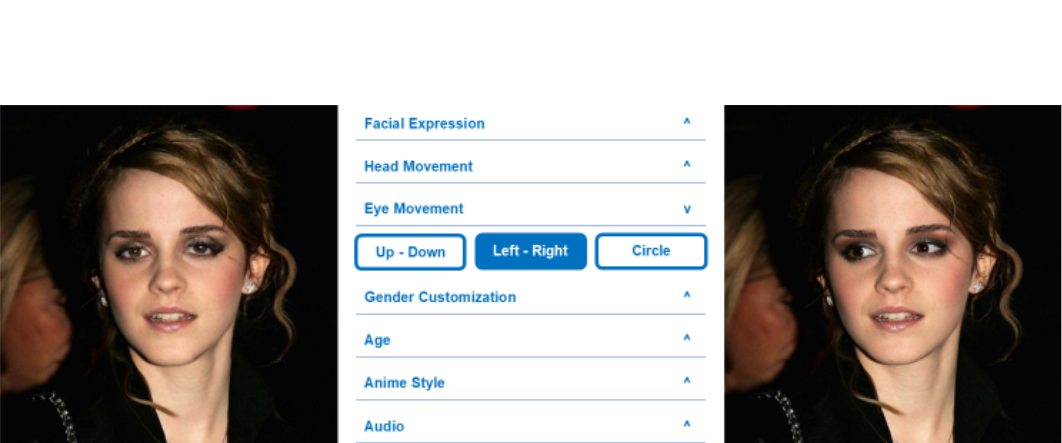 Facial Expression ^
Head Movement ^
Eye Movement v
Up - Down Left - Right Circle
Gender Customization ^
Age ^
Anime Style ^
Audio ^